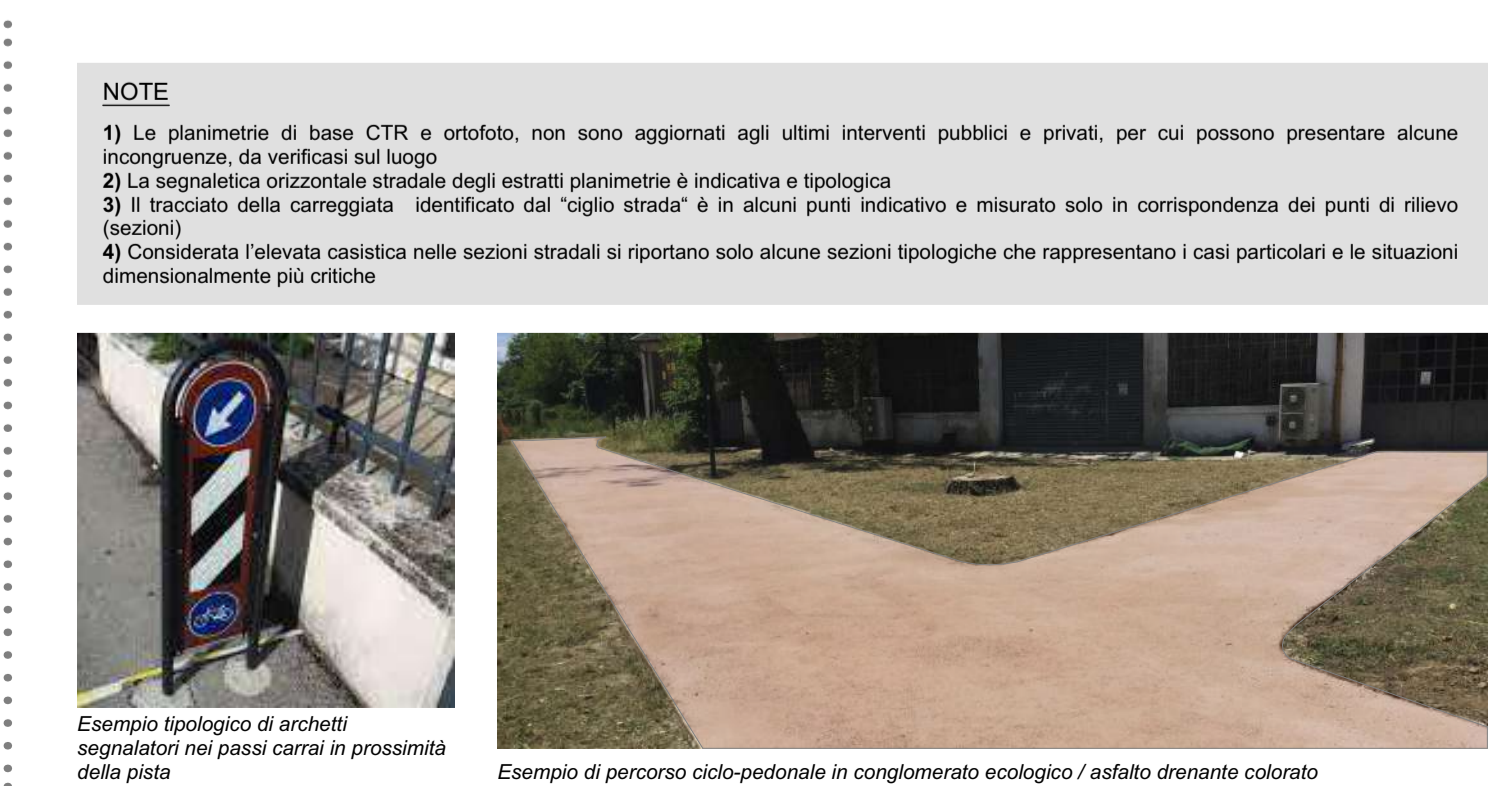 NOTE
1) Le planimetrie di base CTR e ortofoto, non sono aggiornati agli ultimi interventi pubblici e privati, per cui possono presentare alcune
incongruenze, da verificasi sul luogo
2) La segnaletica orizzontale stradale degli estratti planimetrie è indicativa e tipologica
3) Il tracciato della carreggiata  identificato dal “ciglio strada“ è in alcuni punti indicativo e misurato solo in corrispondenza dei punti di rilievo
(sezioni)
4) Considerata l’elevata casistica nelle sezioni stradali si riportano solo alcune sezioni tipologiche che rappresentano i casi particolari e le situazioni
dimensionalmente più critiche
Esempio tipologico di archetti
segnalatori nei passi carrai in prossimità
della pista
Esempio di percorso ciclo-pedonale in conglomerato ecologico / asfalto drenante colorato